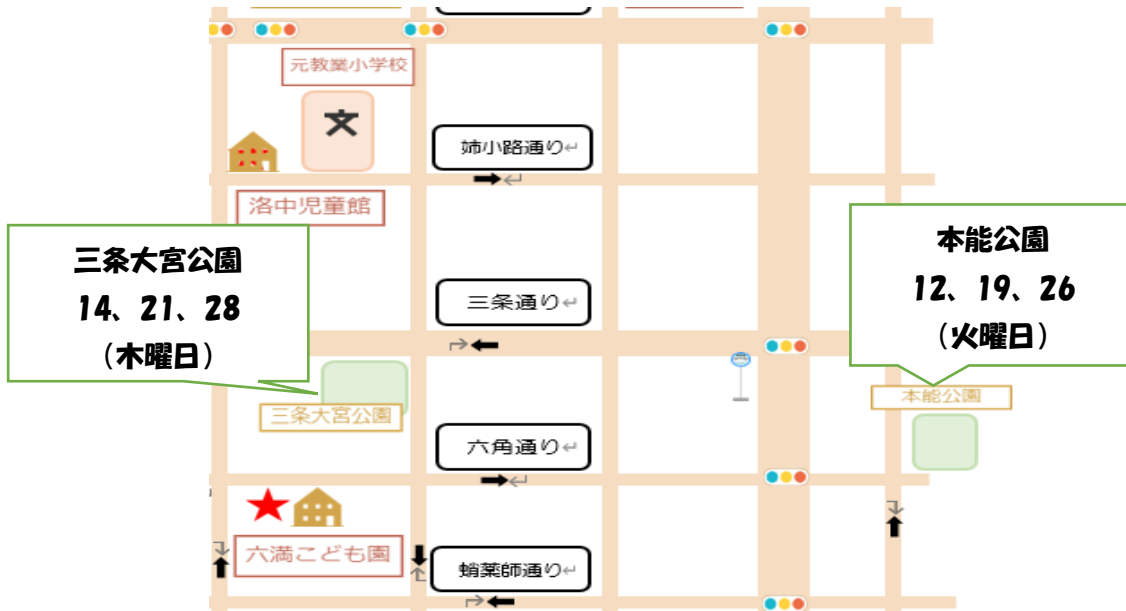 元教業小学校
文
姉小路通り↵
洛中児童館
三条大宮公園
14、21、28
(木曜日)
本能公園
12、19、26
(火曜日)
三条通り↵
三条大宮公園
本能公園
六角通り↵
六満こども園
蛸薬師通り↵